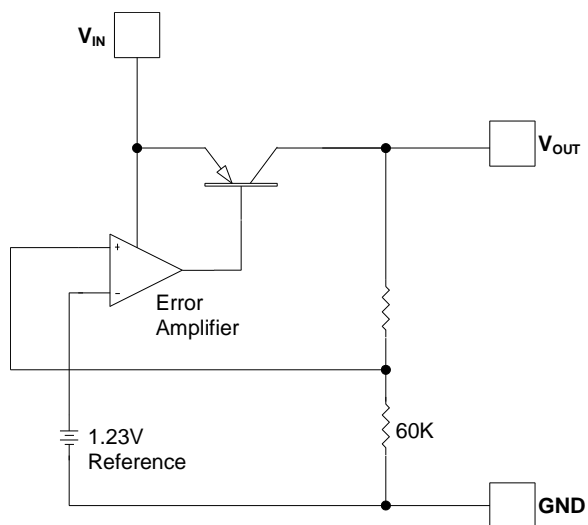 VIN
VOUT
+
−
Error
Amplifier
1.23V
Reference
60K
GND